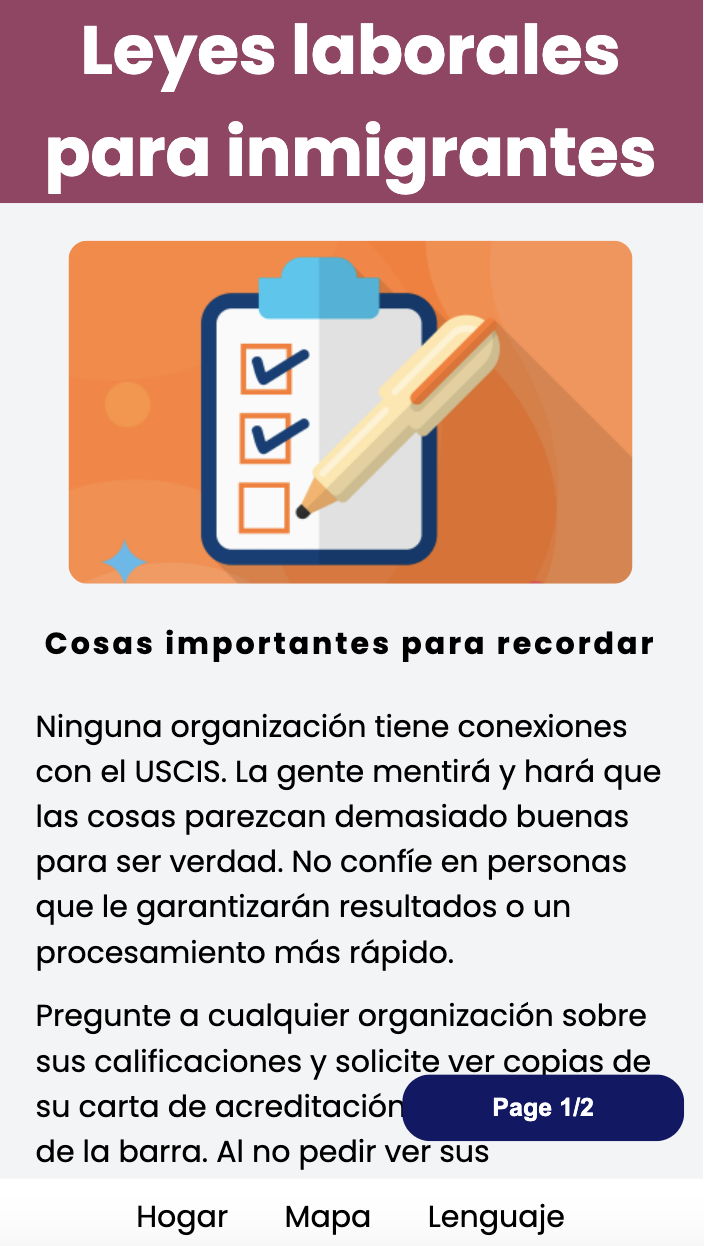 Leyes laborales
para inmigrantes
Cosas importantes para recordar
Ninguna organización tiene conexiones
con el USCIS. La gente mentirá y hará que
las cosas parezcan demasiado buenas
para ser verdad. No confíe en personas
que le garantizarán resultados o un
procesamiento más rápido.
Pregunte a cualquier organización sobre
sus calificaciones y solicite ver copias de
su carta de acreditación
Page 1/2
de la barra. Al no pedir ver sus
Hogar Mapa Lenguaje